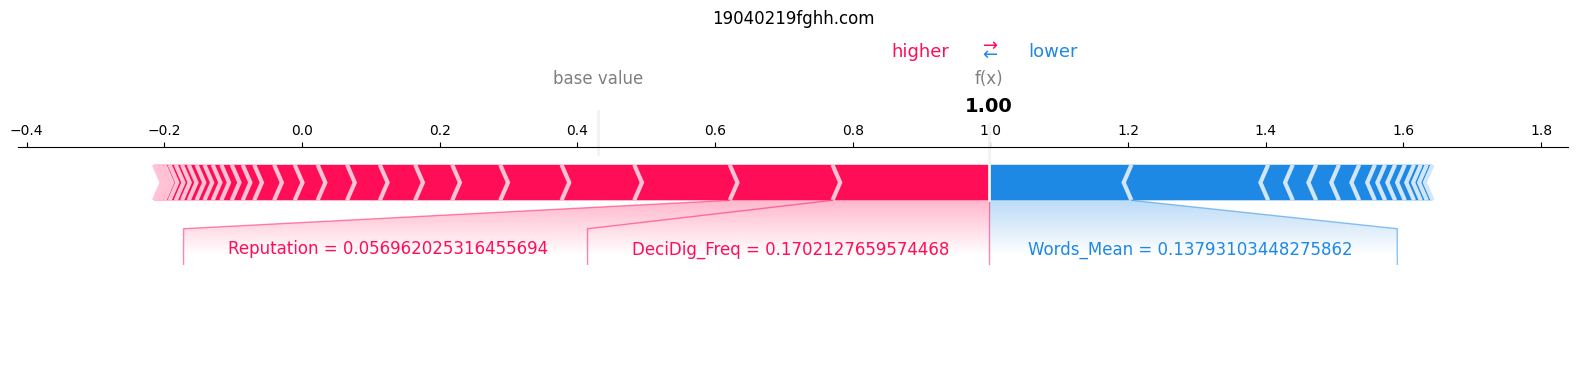 19040219fghh.com
higher ⇄ lower
base value f(x)
1.00
−0.4 −0.2 0.0 0.2 0.4 0.6 0.8 1.0 1.2 1.4 1.6 1.8
Reputation = 0.056962025316455694 DeciDig_Freq = 0.1702127659574468 Words_Mean = 0.13793103448275862